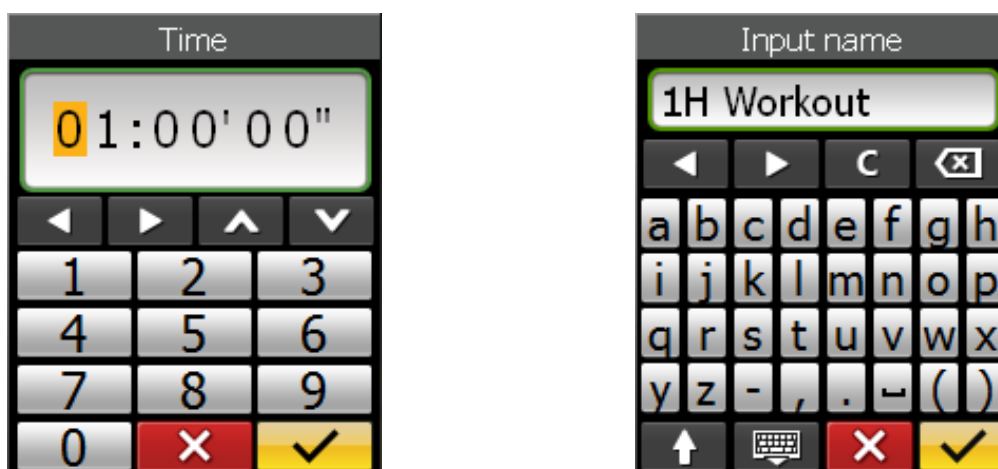 Time
01:00'00"
1 2 3
4 5 6
7 8 9
0
Input name
1H Workout
C
a b c d e f g h
i j k l m n o p
q r s t u v w x
y z - , . ⎵ ( )